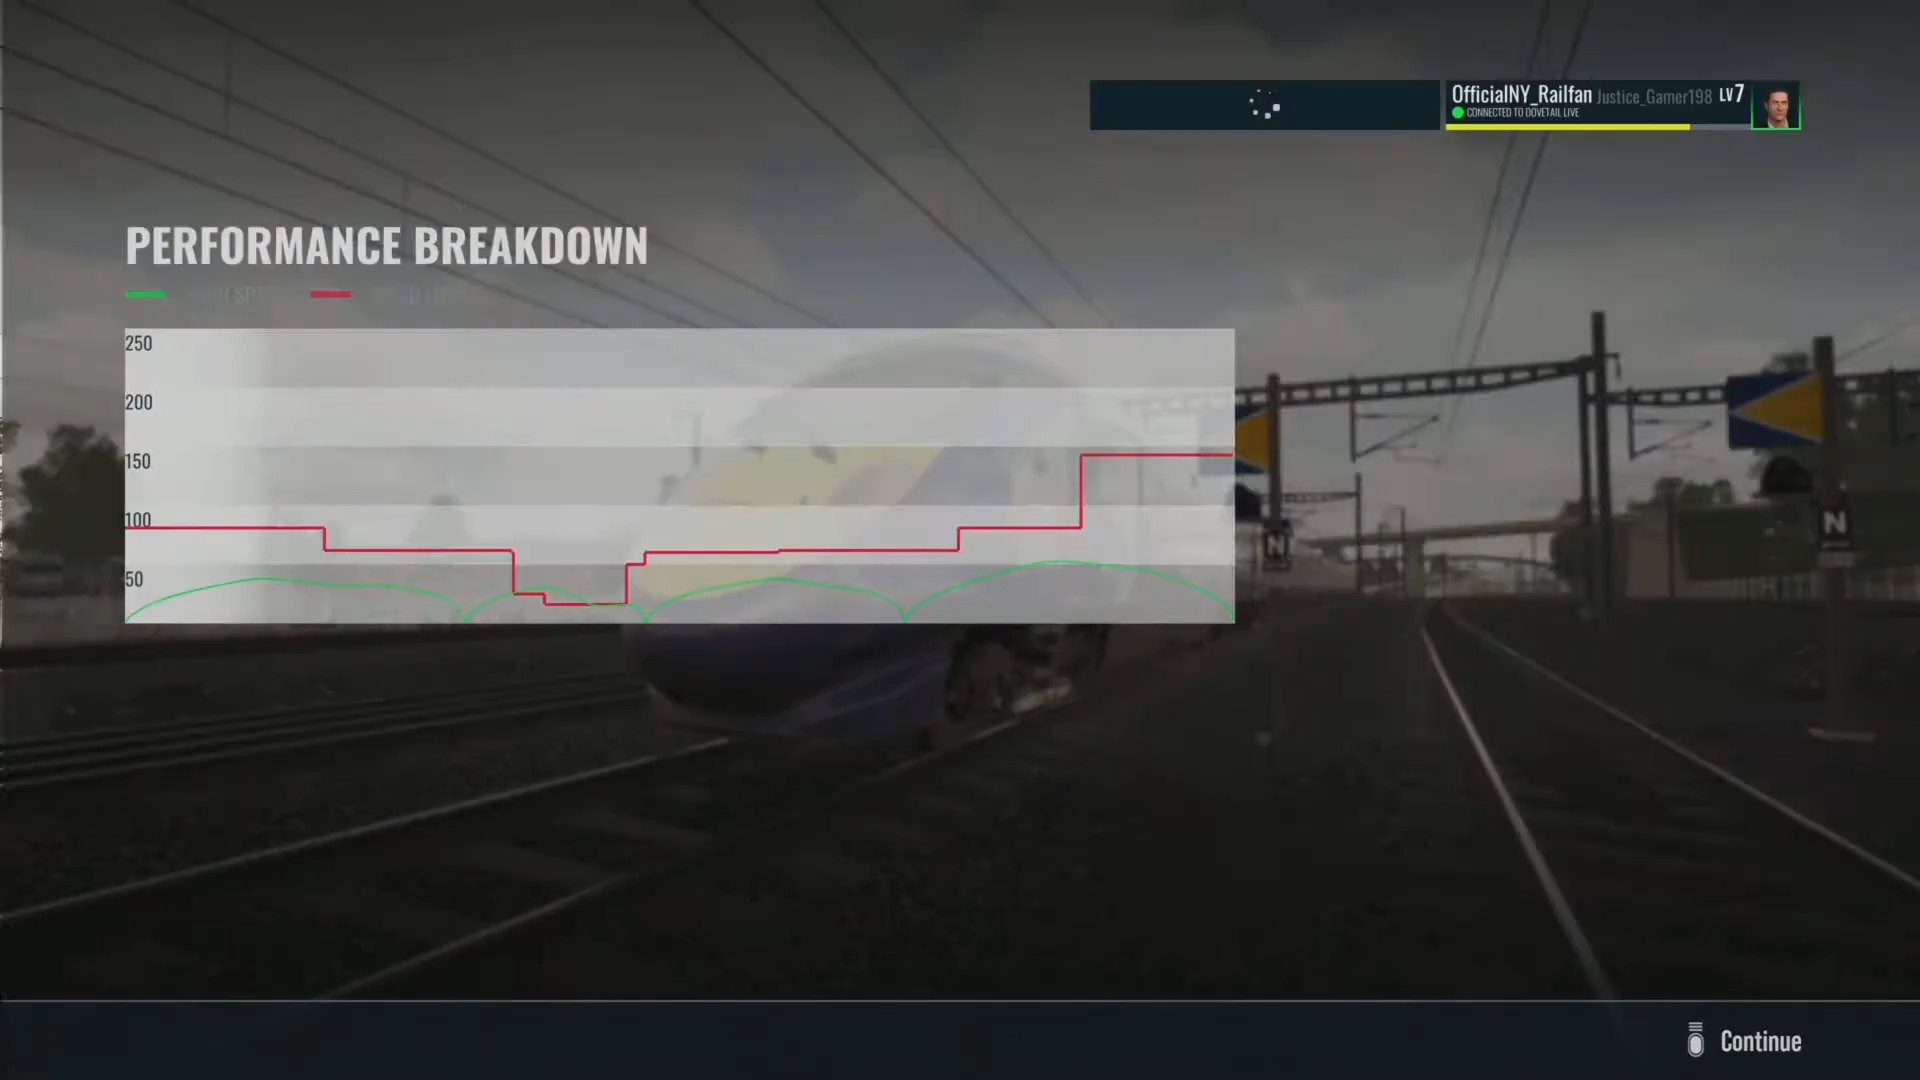 OfficialNY_Railfan Justice_Gamer198 LV7
CONNECTED TO DOVETAIL LIVE
PERFORMANCE BREAKDOWN
250
200
150
100
50
N
N
Continue